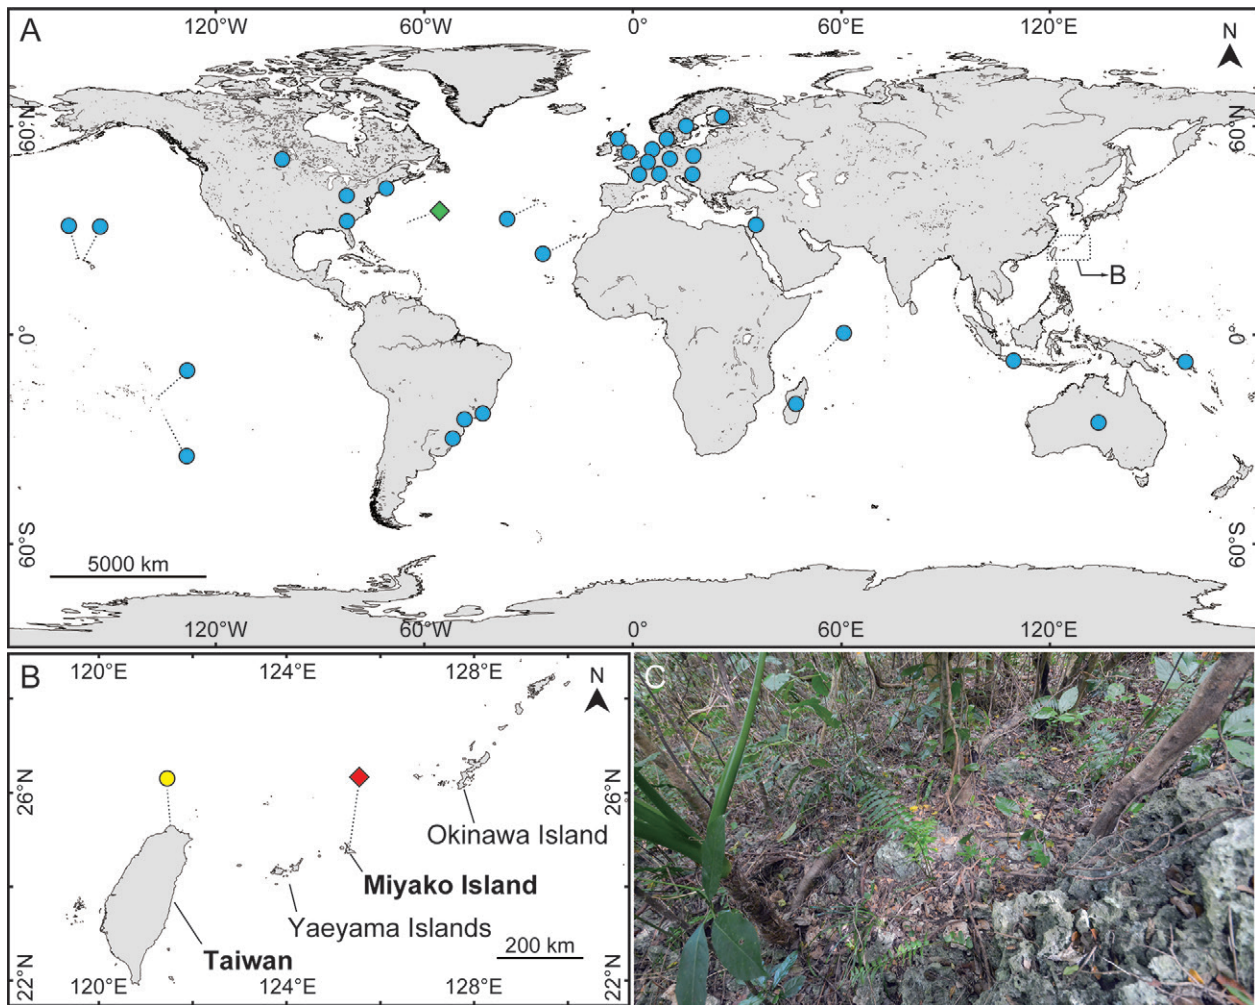 A
120°W 60°W 0° 60°E 120°E
N
60°N 60°N
B
0° 0°
60°S 60°S
5000 km
120°W 60°W 0° 60°E 120°E
B
120°E 124°E 128°E
N
C
26°N 26°N
Okinawa Island
Miyako Island
Yaeyama Islands
Taiwan
200 km
22°N 22°N
120°E 124°E 128°E